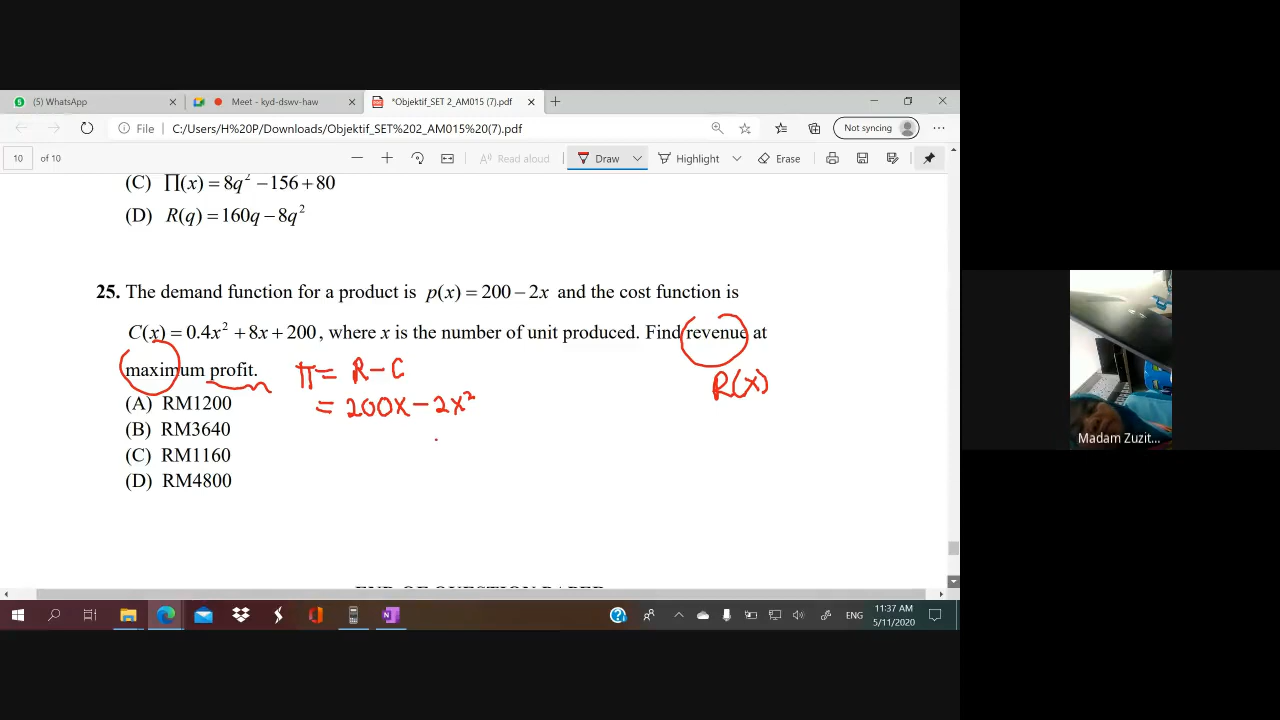 (5) WhatsApp
Meet - kyd-dswv-haw
*Objektif_SET 2_AM015 (7).pdf
File
C:/Users/H%20P/Downloads/Objektif_SET%202_AM015%20(7).pdf
Not syncing
10
of 10
Read aloud
Draw
Highlight
Erase
(C) ∏(x) = 8q² − 156 + 80
(D) R(q) = 160q − 8q²
25. The demand function for a product is p(x) = 200 − 2x and the cost function is
C(x) = 0.4x² + 8x + 200, where x is the number of unit produced. Find revenue at
maximum profit.
π = R − C
R(x)
= 200x − 2x²
(A) RM1200
(B) RM3640
(C) RM1160
(D) RM4800
END OF QUESTION PAPER
Madam Zuzit...
ENG
11:37 AM
5/11/2020